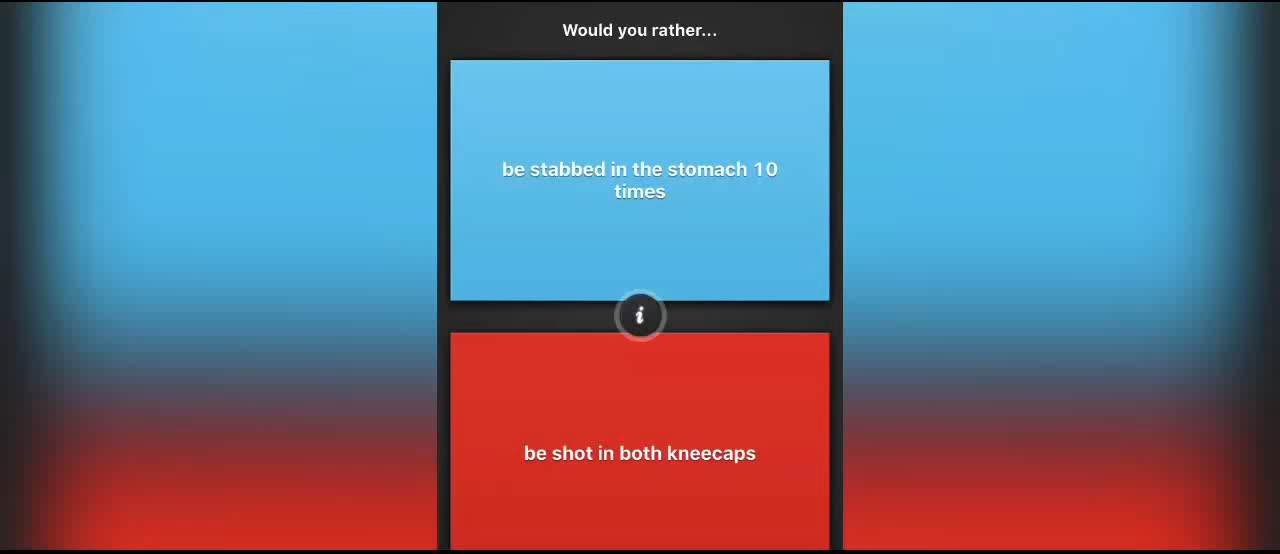 Would you rather...
be stabbed in the stomach 10
times
i
be shot in both kneecaps